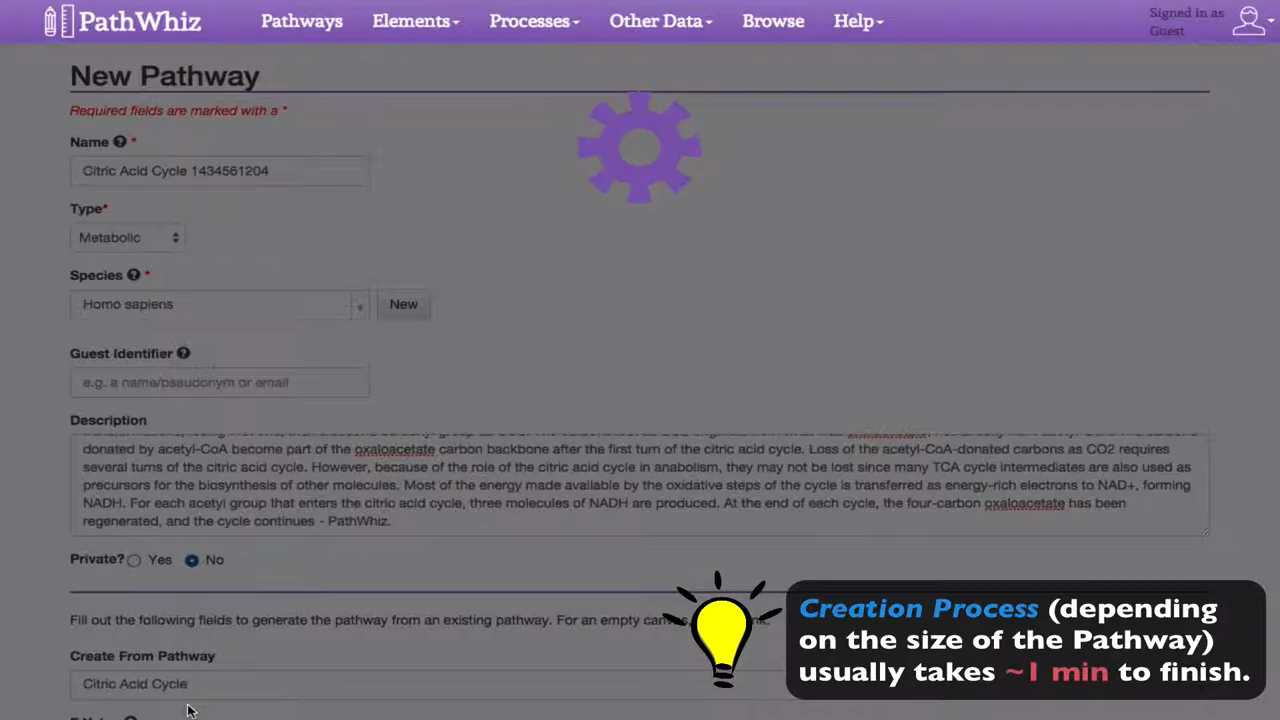 PathWhiz Pathways Elements Processes Other Data Browse Help
Signed in as
Guest
New Pathway
Required fields are marked with a *
Name ? *
Citric Acid Cycle 1434561204
Type*
Metabolic
Species ? *
Homo sapiens New
Guest Identifier ?
e.g. a name/pseudonym or email
Description
donated by acetyl-CoA become part of the oxaloacetate carbon backbone after the first turn of the citric acid cycle. Loss of the acetyl-CoA-donated carbons as CO2 requires
several turns of the citric acid cycle. However, because of the role of the citric acid cycle in anabolism, they may not be lost since many TCA cycle intermediates are also used as
precursors for the biosynthesis of other molecules. Most of the energy made available by the oxidative steps of the cycle is transferred as energy-rich electrons to NAD+, forming
NADH. For each acetyl group that enters the citric acid cycle, three molecules of NADH are produced. At the end of each cycle, the four-carbon oxaloacetate has been
regenerated, and the cycle continues - PathWhiz.
Private? Yes No
Fill out the following fields to generate the pathway from an existing pathway. For an empty
Create From Pathway
Citric Acid Cycle
Creation Process (depending
on the size of the Pathway)
usually takes ~1 min to finish.